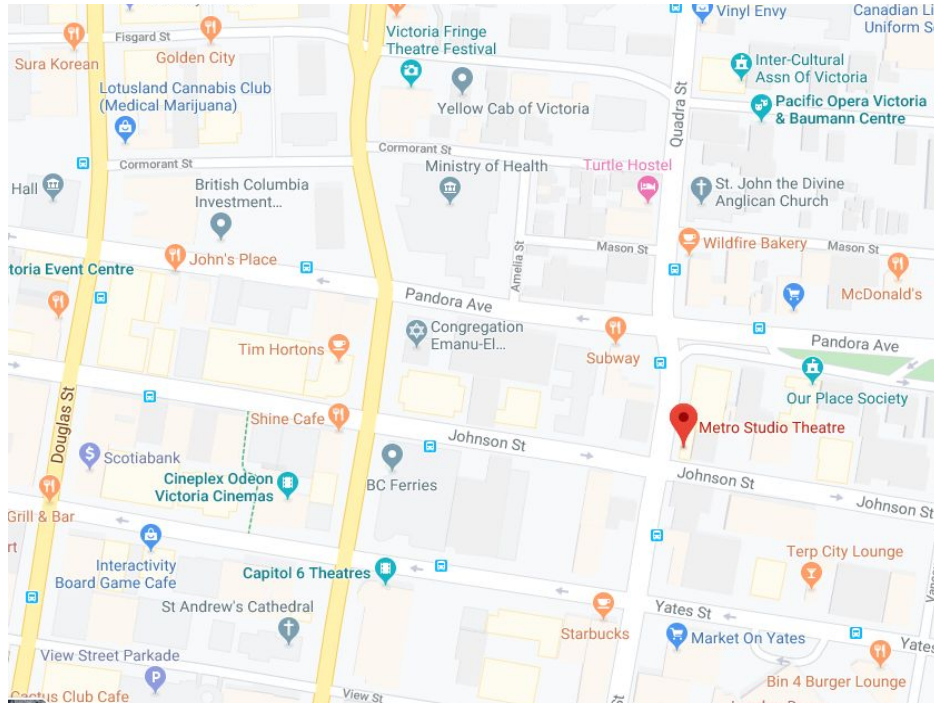 Vinyl Envy
Canadian Li
Uniform S
Fisgard St
Golden City
Sura Korean
Victoria Fringe
Theatre Festival
Quadra St
Inter-Cultural
Assn Of Victoria
Lotusland Cannabis Club
(Medical Marijuana)
Yellow Cab of Victoria
Pacific Opera Victoria
& Baumann Centre
Cormorant St
Cormorant St
Ministry of Health
Turtle Hostel
Hall
British Columbia
Investment...
St. John the Divine
Anglican Church
Amelia St
Mason St
Wildfire Bakery
Mason St
John's Place
toria Event Centre
McDonald's
Pandora Ave
Congregation
Emanu-El...
Subway
Pandora Ave
Tim Hortons
Our Place Society
Douglas St
Shine Cafe
Johnson St
Metro Studio Theatre
$
Scotiabank
Cineplex Odeon
Victoria Cinemas
BC Ferries
Johnson St
Johnson St
Grill & Bar
rt
Interactivity
Board Game Cafe
Capitol 6 Theatres
Terp City Lounge
St Andrew's Cathedral
Starbucks
Yates St
Market On Yates
Yates
View Street Parkade
P
Bin 4 Burger Lounge
Cactus Club Cafe
View St
St